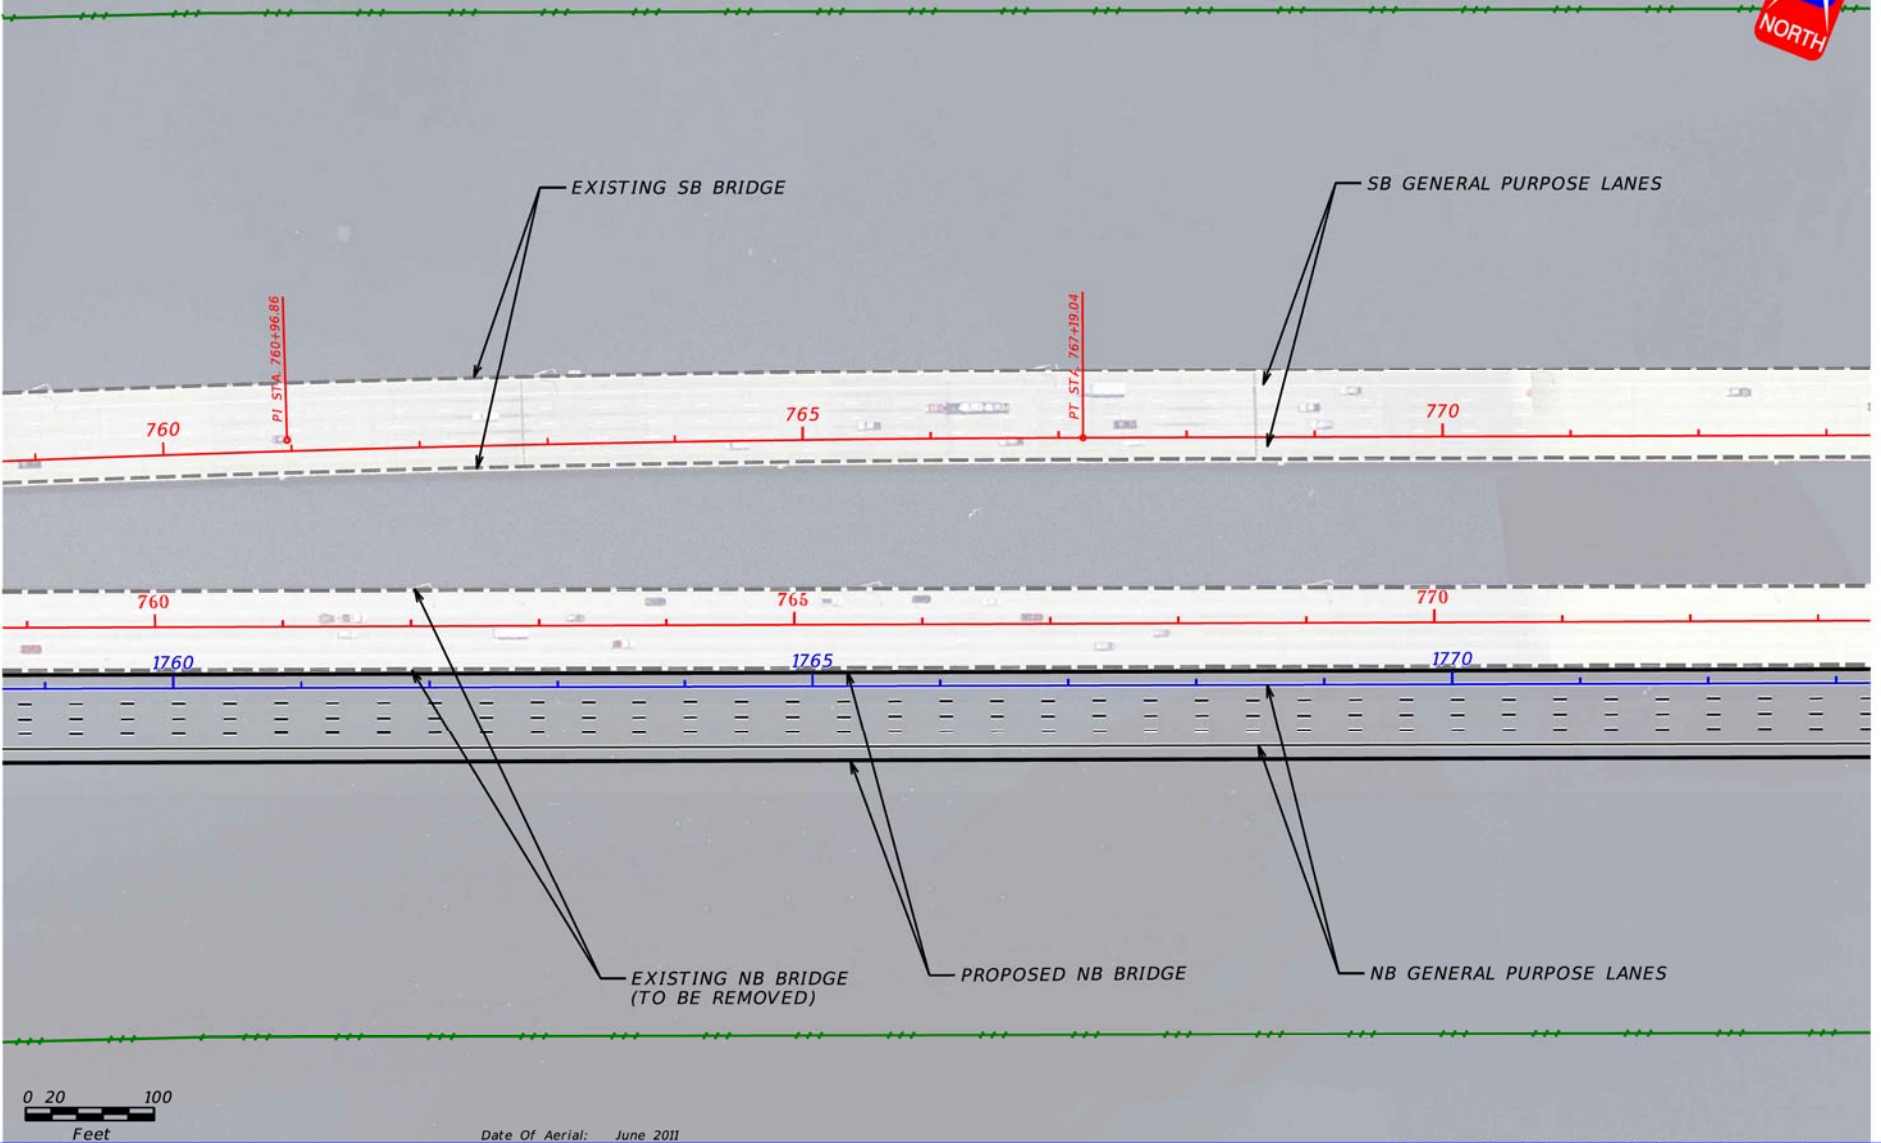 NORTH
EXISTING SB BRIDGE
SB GENERAL PURPOSE LANES
PI STA. 760+96.86
PT STA. 767+19.04
760
765
770
760
765
770
1760
1765
1770
EXISTING NB BRIDGE
(TO BE REMOVED)
PROPOSED NB BRIDGE
NB GENERAL PURPOSE LANES
0 20 100
Feet
Date Of Aerial: June 2011